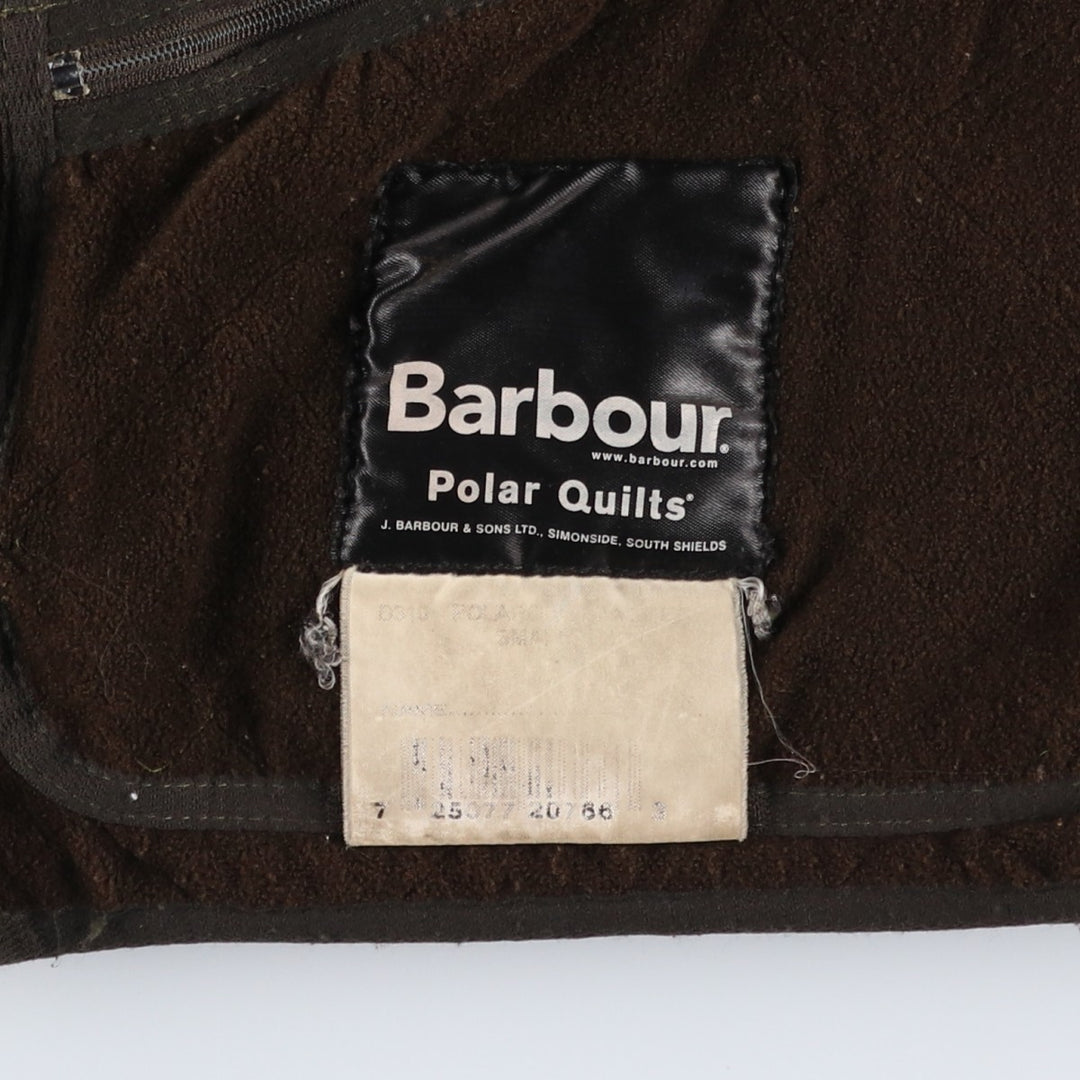 Barbour®
www.barbour.com
Polar Quilts®
J. BARBOUR & SONS LTD., SIMONSIDE, SOUTH SHIELDS
7 25077 20766 3